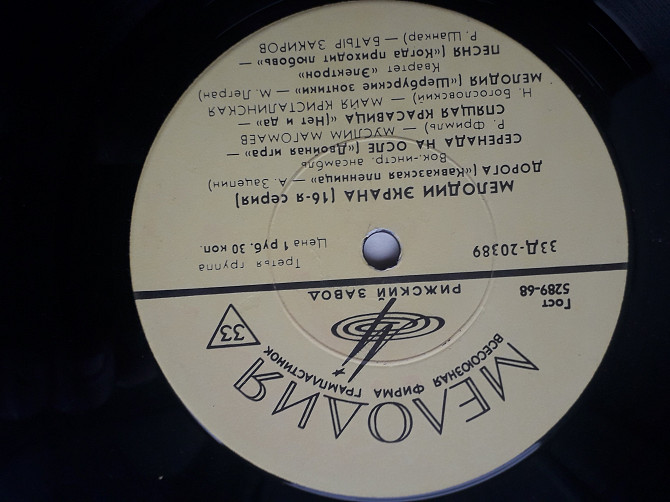 МЕЛОДИЯ
ВСЕСОЮЗНАЯ ФИРМА ГРАМПЛАСТИНОК
33
Гост
5289-68
РИЖСКИЙ ЗАВОД
33Д-20389
Третья группа
Цена 1 руб. 30 коп.
МЕЛОДИИ ЭКРАНА (16-я серия)
ДОРОГА («Кавказская пленница» — А. Зацепин)
Вок.-инстр. ансамбль
СЕРЕНАДА НА ОСЛЕ («Двойная игра» —
Р. Фримль) — МУСЛИМ МАГОМАЕВ
СПЯЩАЯ КРАСАВИЦА («Нет и да» —
Н. Богословский) — МАЙЯ КРИСТАЛИНСКАЯ
МЕЛОДИЯ («Шербурские зонтики» — М. Легран)
Квартет «Электрон»
ПЕСНЯ («Когда приходит любовь» —
Р. Шанкар) — БАТЫР ЗАКИРОВ